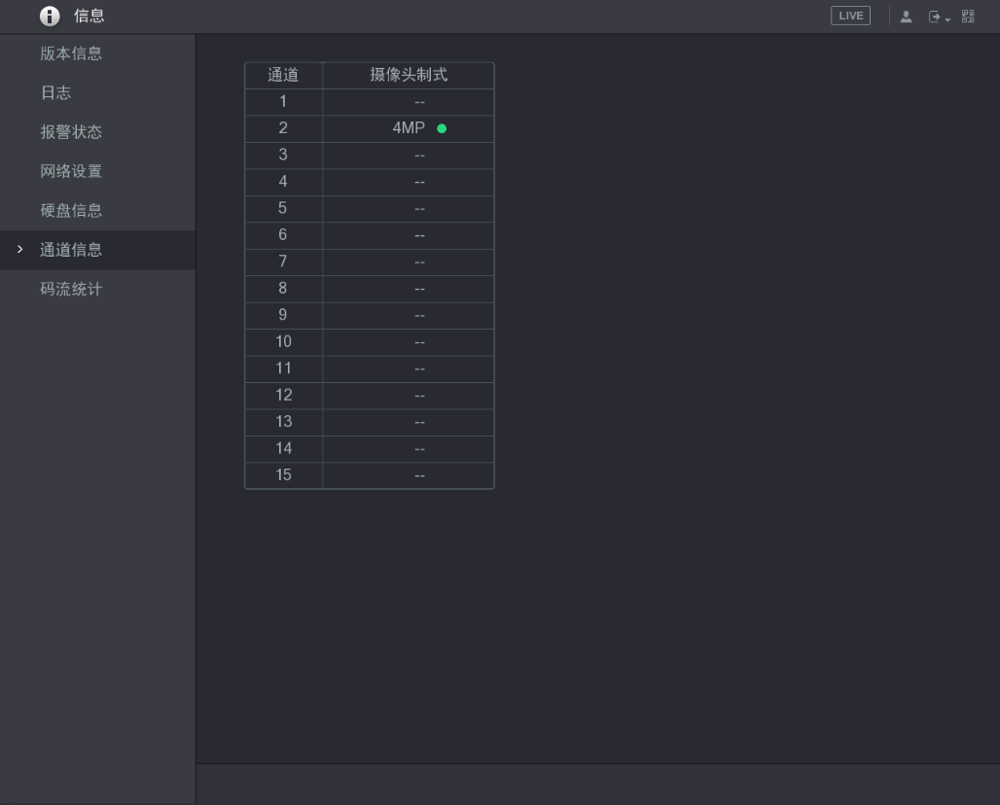 信息
LIVE
版本信息
日志
报警状态
网络设置
硬盘信息
通道信息
码流统计
通道 摄像头制式
1 --
2 4MP
3 --
4 --
5 --
6 --
7 --
8 --
9 --
10 --
11 --
12 --
13 --
14 --
15 --